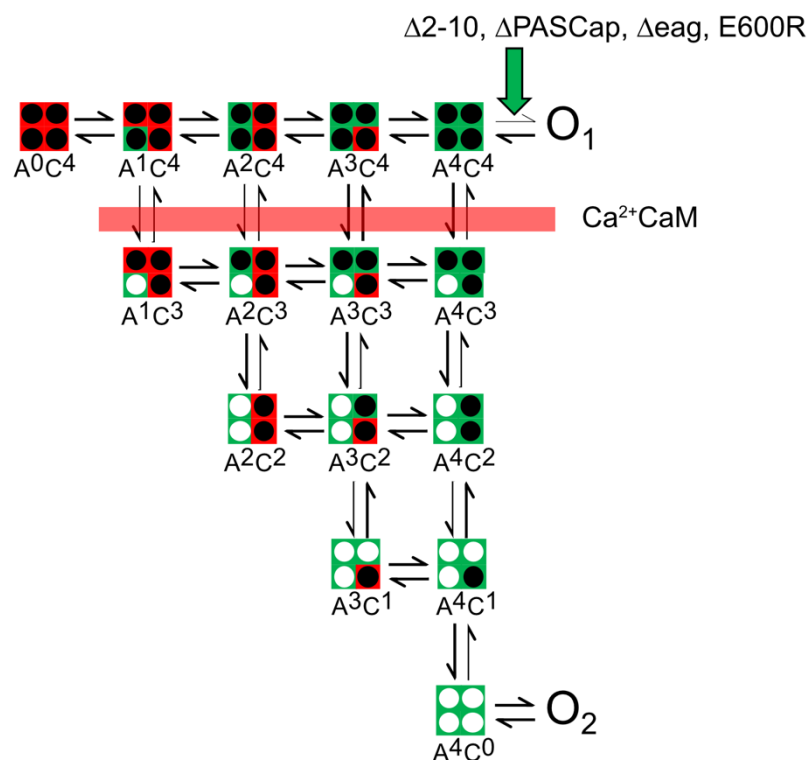 Δ2-10, ΔPASCap, Δeag, E600R
A⁰C⁴ A¹C⁴ A²C⁴ A³C⁴ A⁴C⁴ O₁
Ca²⁺CaM
A¹C³ A²C³ A³C³ A⁴C³
A²C² A³C² A⁴C²
A³C¹ A⁴C¹
A⁴C⁰ O₂